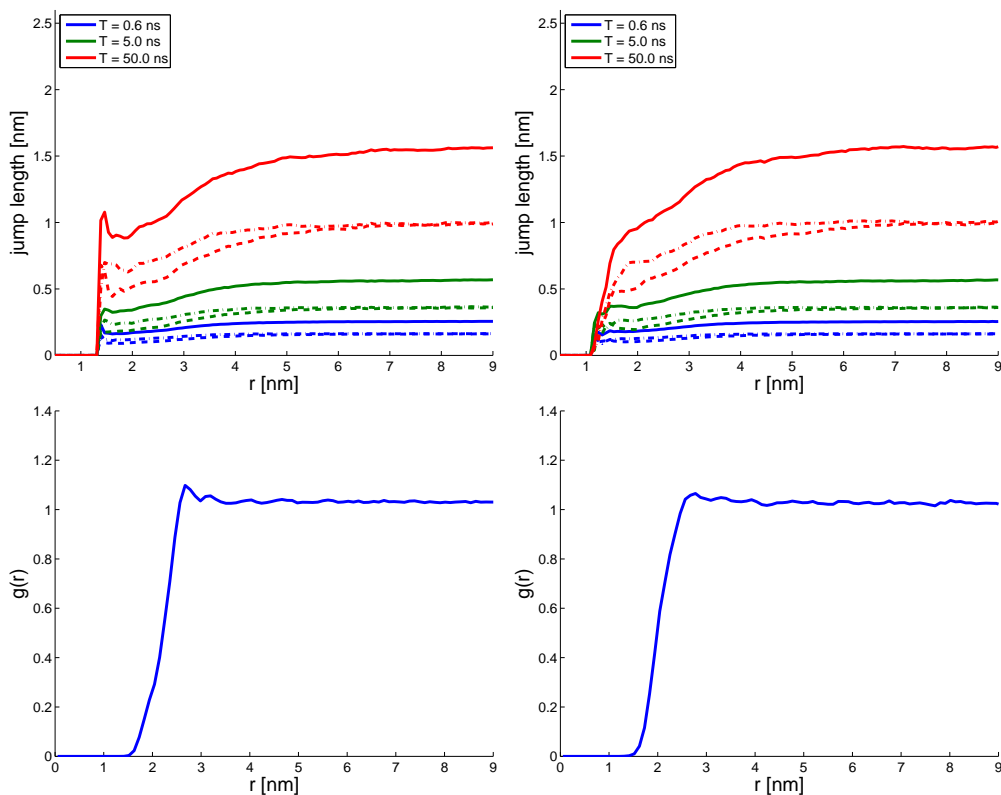 T = 0.6 ns
T = 5.0 ns
T = 50.0 ns
jump length [nm]
2.5
2
1.5
1
0.5
0
1 2 3 4 5 6 7 8 9
r [nm]
T = 0.6 ns
T = 5.0 ns
T = 50.0 ns
jump length [nm]
2.5
2
1.5
1
0.5
0
1 2 3 4 5 6 7 8 9
r [nm]
g(r)
1.4
1.2
1
0.8
0.6
0.4
0.2
0
0 1 2 3 4 5 6 7 8 9
r [nm]
g(r)
1.4
1.2
1
0.8
0.6
0.4
0.2
0
0 1 2 3 4 5 6 7 8 9
r [nm]